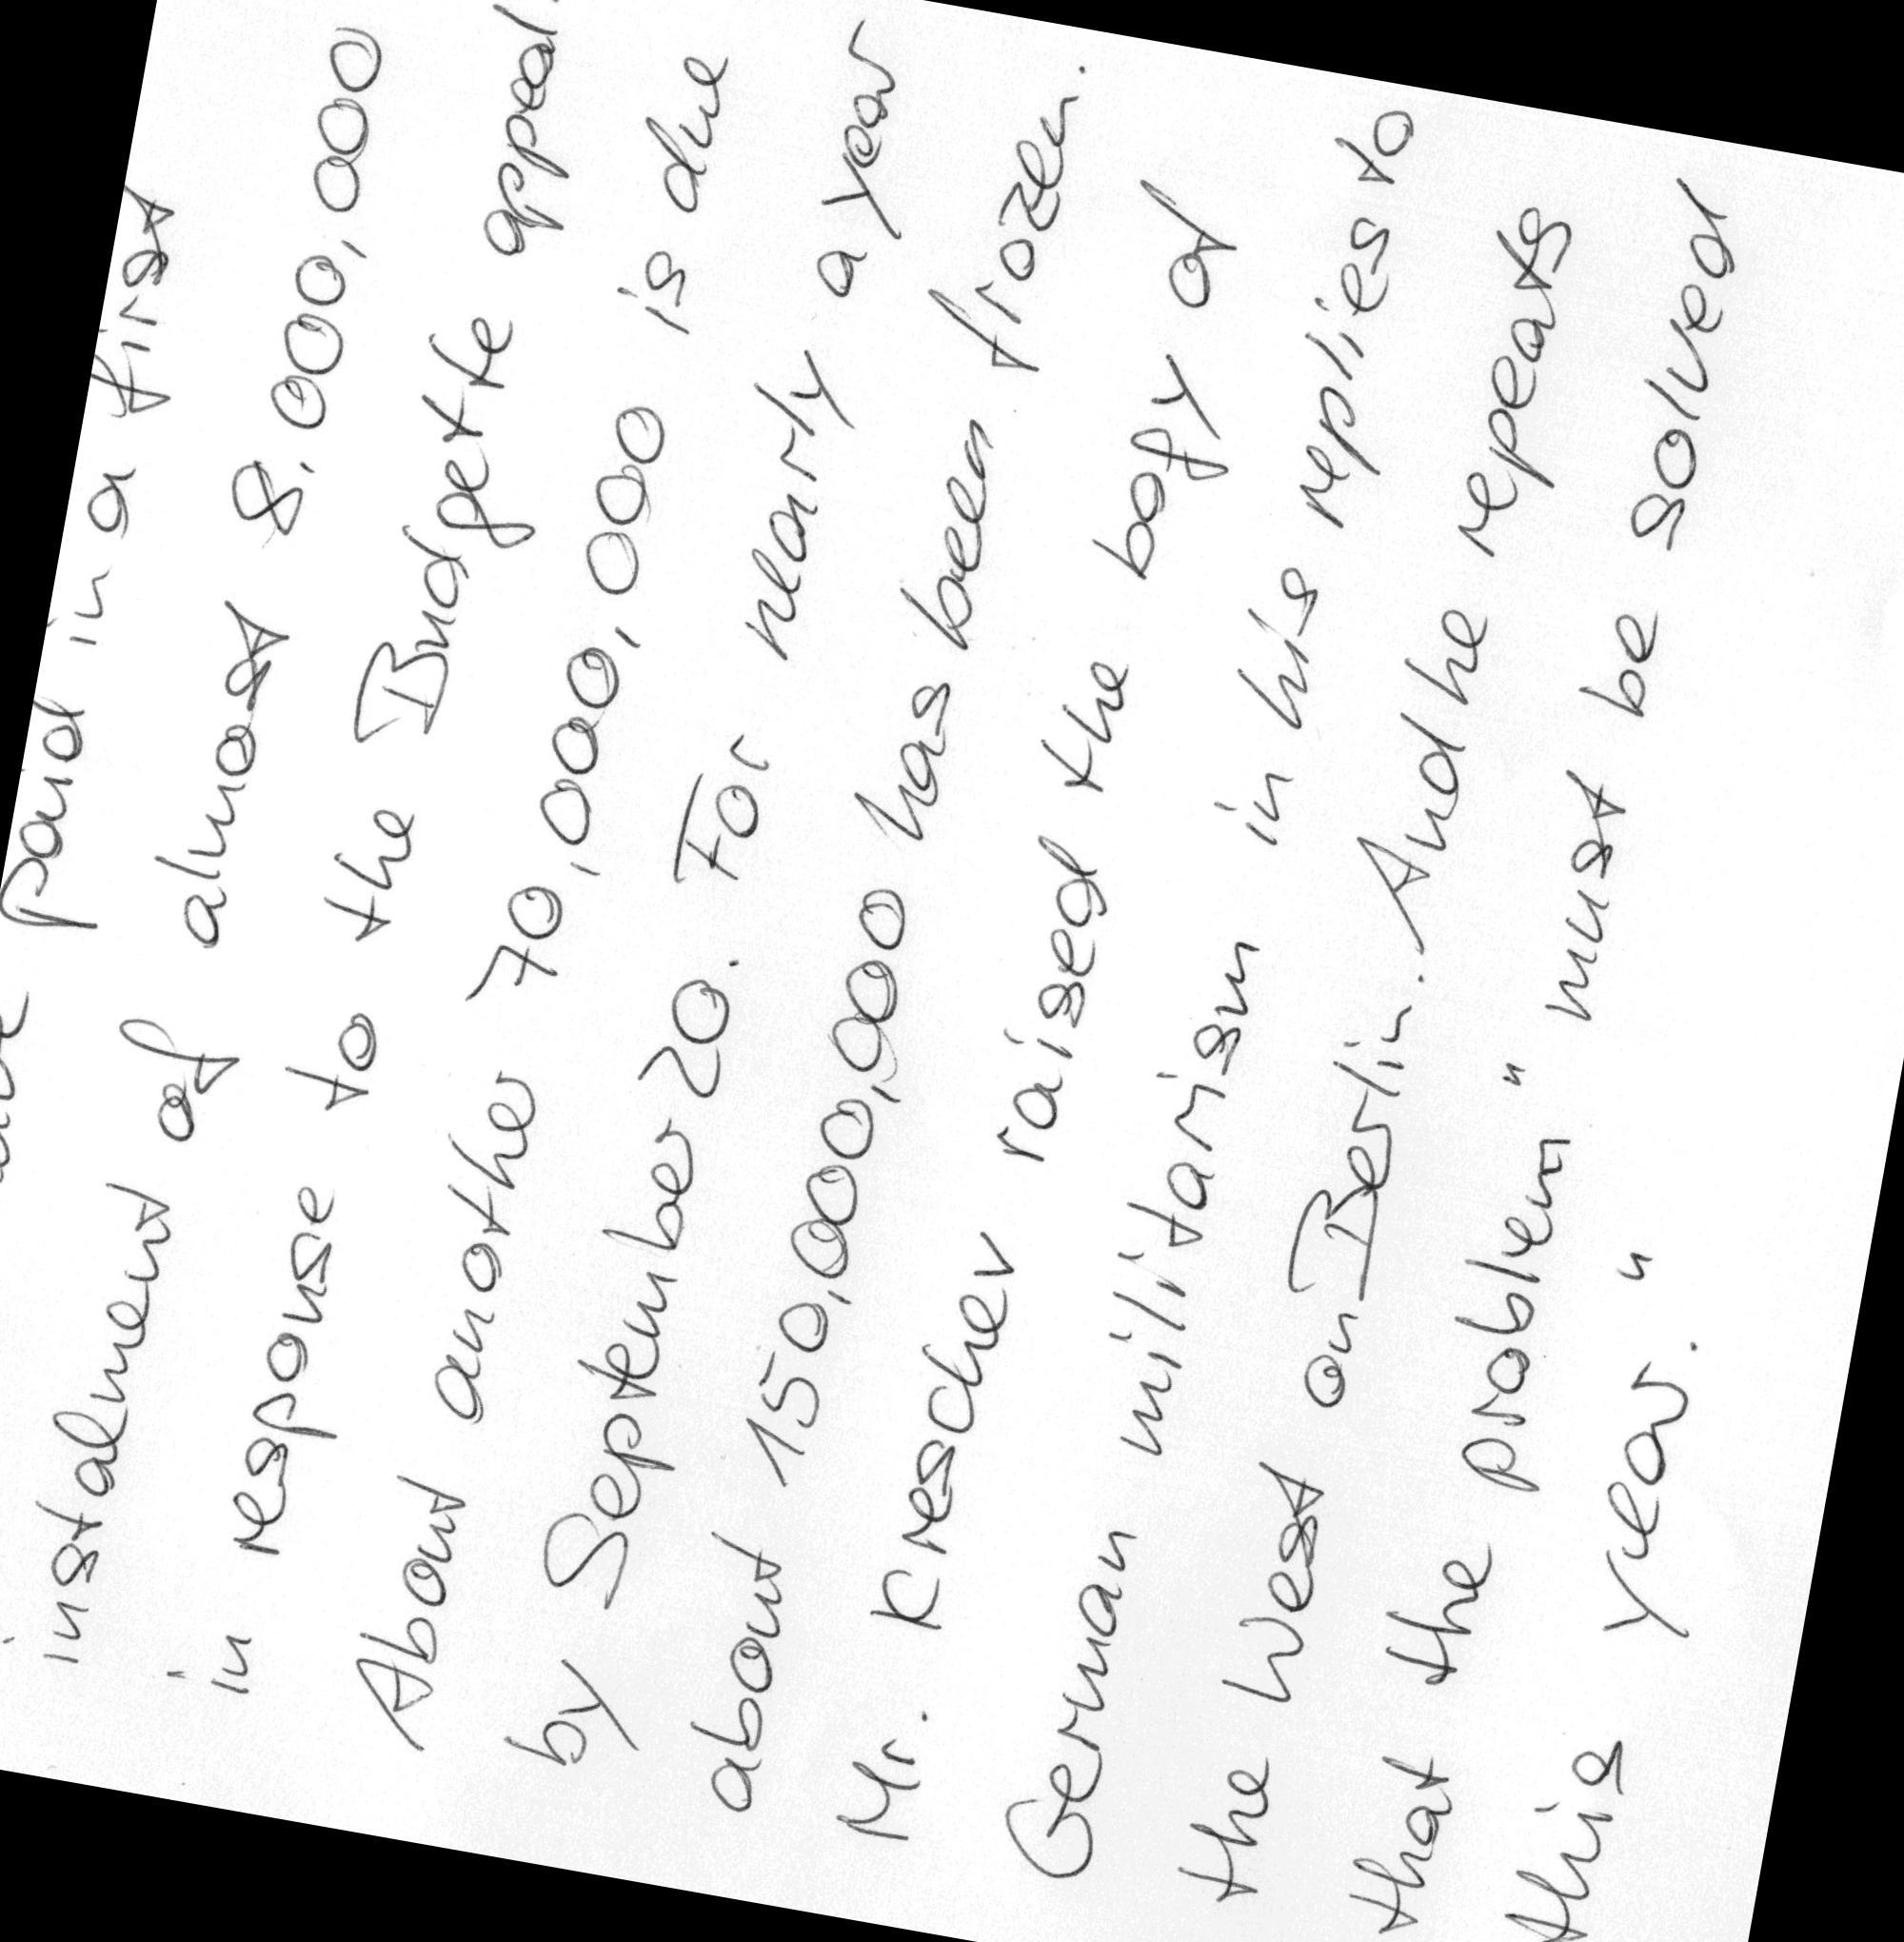 paid in a first
instalment of almost 8,000,000
in response to the Budgette appeal.
About another 70,000,000 is due
by September 20. For nearly a year
about 150,000,000 has been frozen.
Mr. Kreschev raised the bogy of
German militarism in his replies to
the West on Berlin. And he repeats
that the problem " must be solved
this year. "